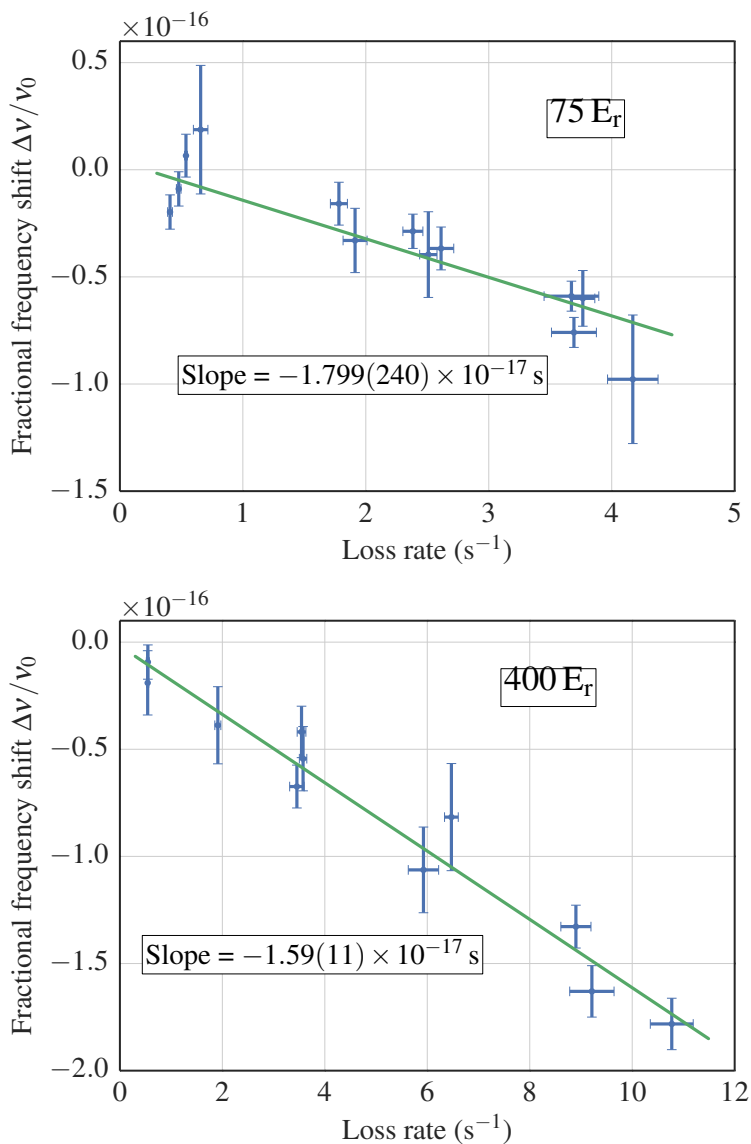 ×10⁻¹⁶
0.5
0.0
−0.5
−1.0
−1.5
Fractional frequency shift Δν/ν₀
75 Eᵣ
Slope = −1.799(240) × 10⁻¹⁷ s
0 1 2 3 4 5
Loss rate (s⁻¹)
×10⁻¹⁶
0.0
−0.5
−1.0
−1.5
−2.0
Fractional frequency shift Δν/ν₀
400 Eᵣ
Slope = −1.59(11) × 10⁻¹⁷ s
0 2 4 6 8 10 12
Loss rate (s⁻¹)